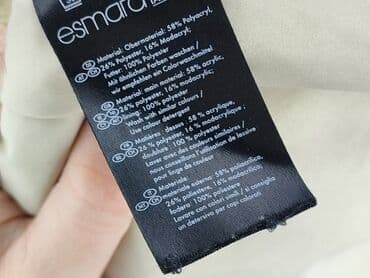 esmara
Material: Obermaterial: 58% Polyacryl,
26% Polyester, 16% Modacryl;
Futter: 100% Polyester
Mit ähnlichen Farben waschen /
wir empfehlen ein Colorwaschmittel
Material: main material: 58% acrylic,
26% polyester, 16% modacrylic;
lining: 100% polyester
Wash with similar colours /
Use colour detergent
Matières : dessus : 58 % acrylique,
26 % polyester, 16 % modacrylique;
doublure : 100% polyester
Laver avec des couleurs similaires /
nous conseillons l'utilisation de lessive
pour linge de couleur
Materiale:
materiale esterno: 58% poliacrilica,
26% poliestere, 16% modacrilica;
fodera: 100% poliestere
Lavare con colori simili / si consiglia
un detersivo per capi colorati